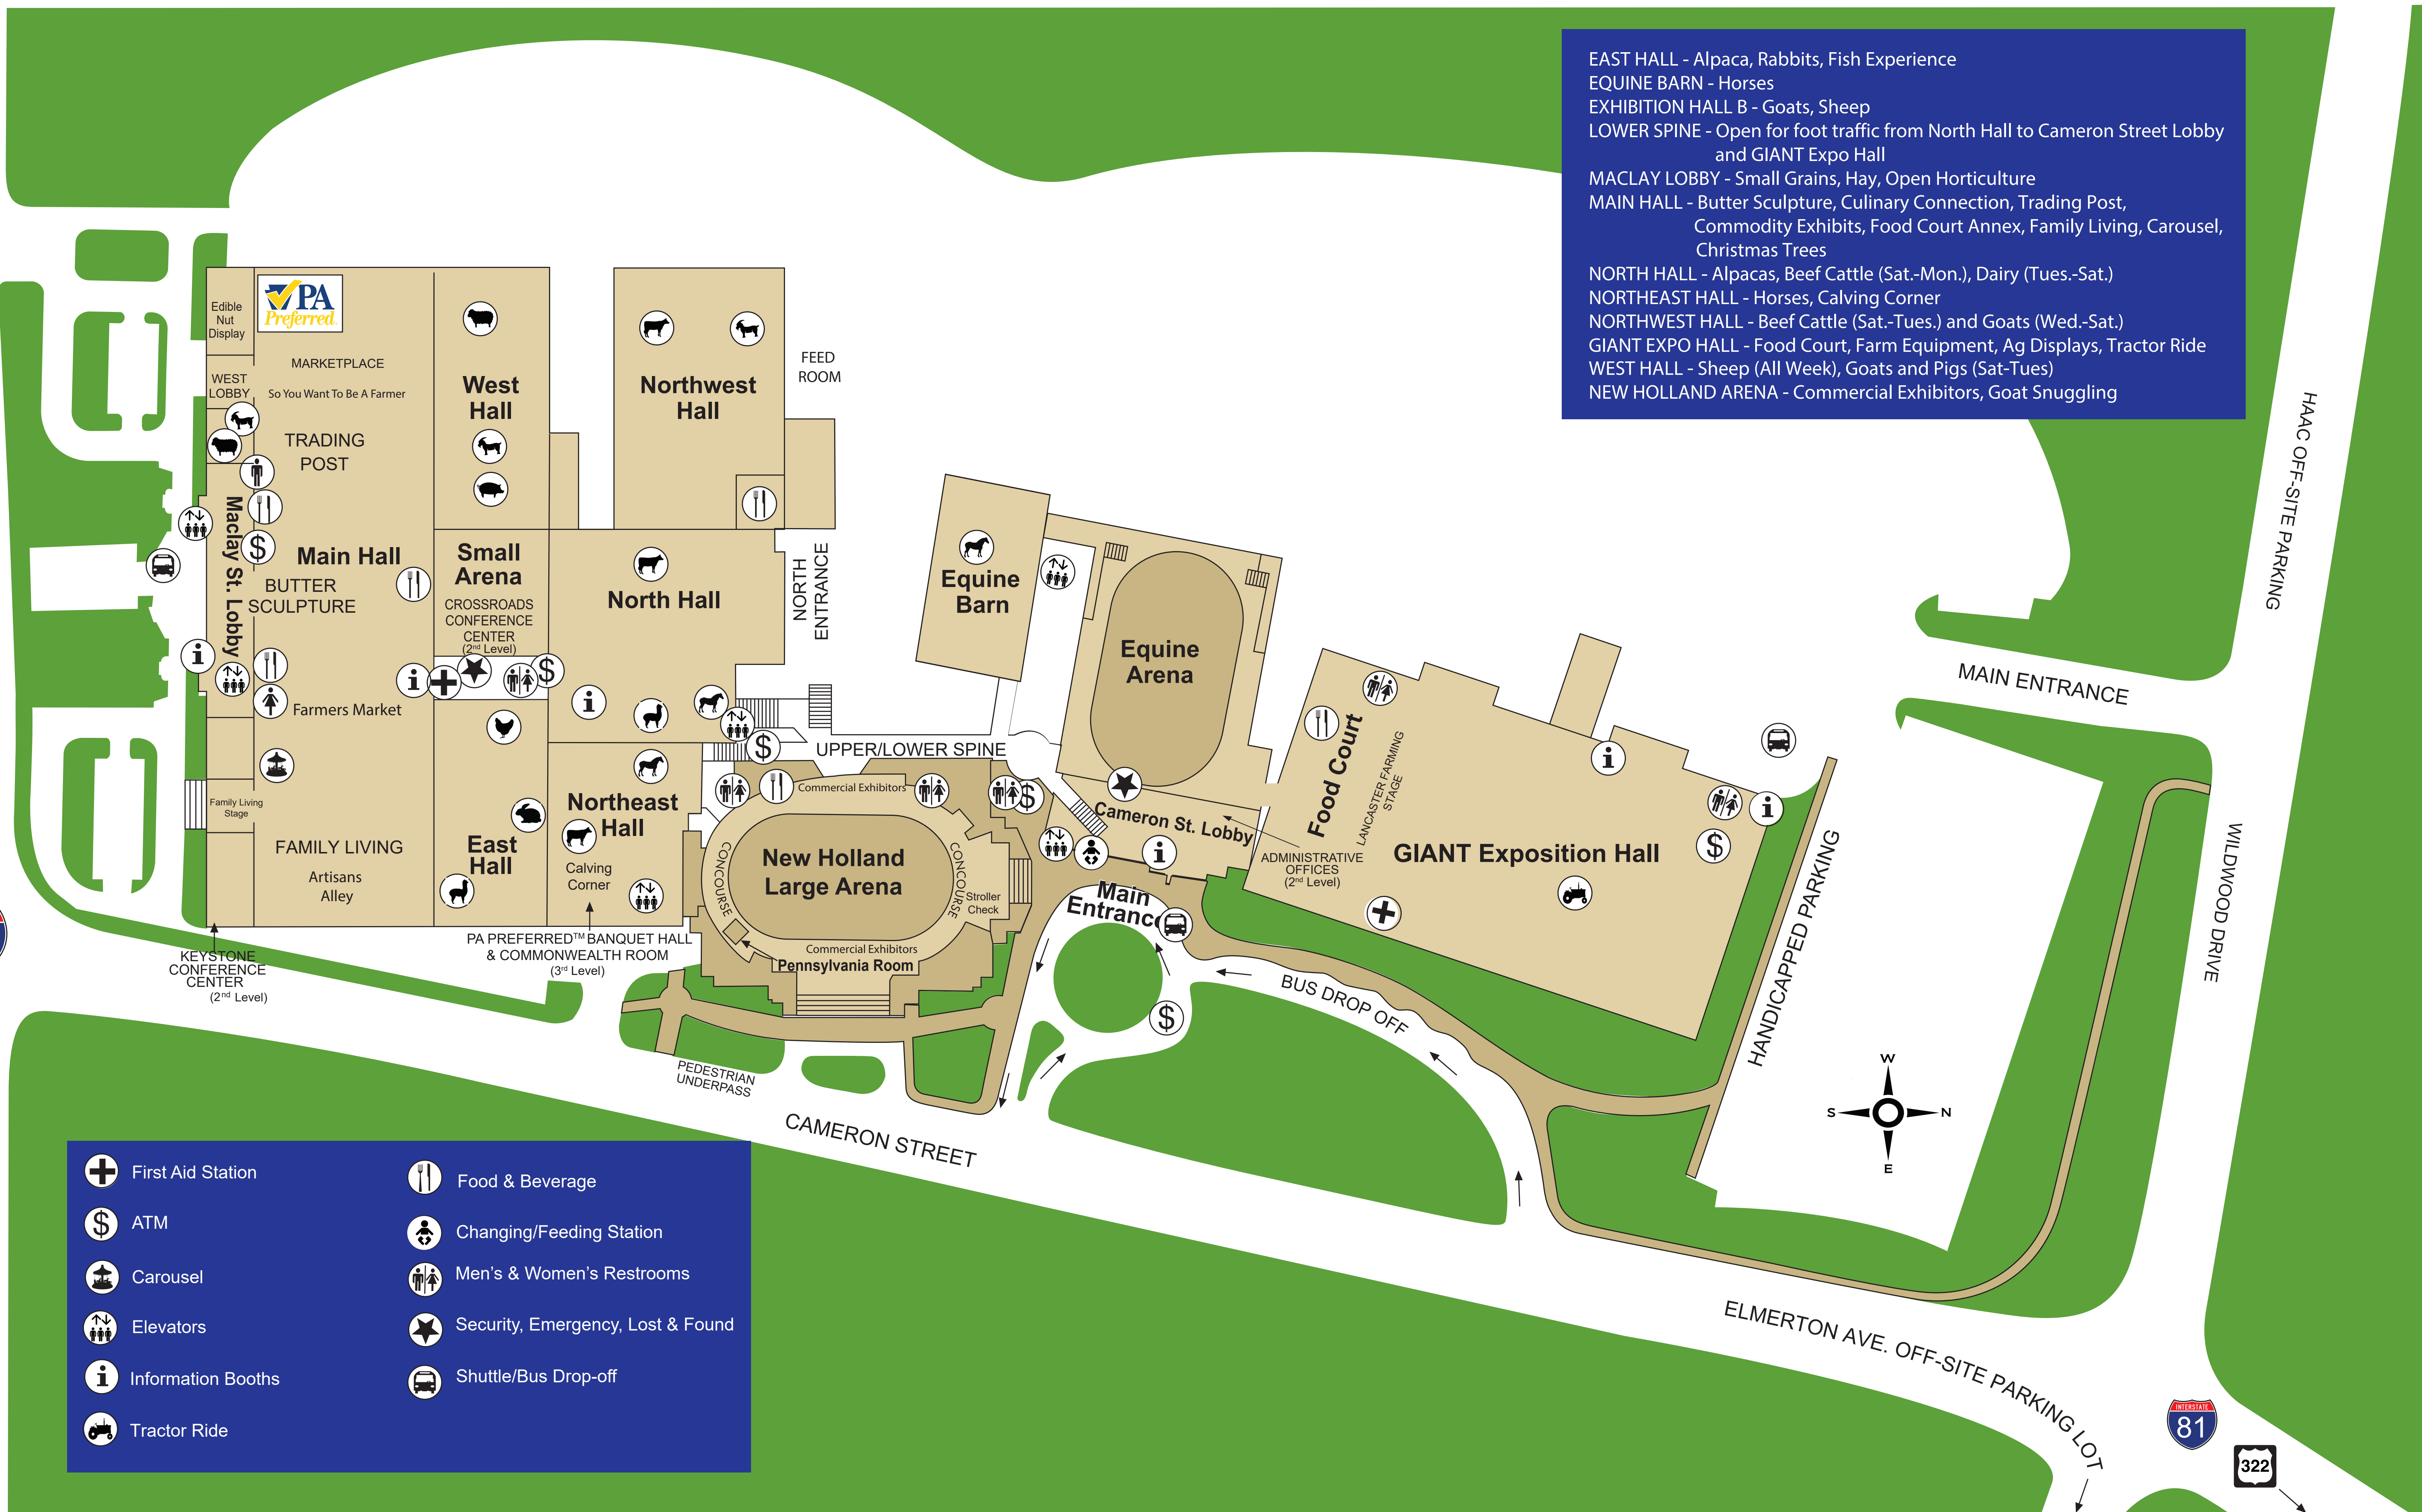 EAST HALL - Alpaca, Rabbits, Fish Experience
EQUINE BARN - Horses
EXHIBITION HALL B - Goats, Sheep
LOWER SPINE - Open for foot traffic from North Hall to Cameron Street Lobby
and GIANT Expo Hall
MACLAY LOBBY - Small Grains, Hay, Open Horticulture
MAIN HALL - Butter Sculpture, Culinary Connection, Trading Post,
Commodity Exhibits, Food Court Annex, Family Living, Carousel,
Christmas Trees
NORTH HALL - Alpacas, Beef Cattle (Sat.-Mon.), Dairy (Tues.-Sat.)
NORTHEAST HALL - Horses, Calving Corner
NORTHWEST HALL - Beef Cattle (Sat.-Tues.) and Goats (Wed.-Sat.)
GIANT EXPO HALL - Food Court, Farm Equipment, Ag Displays, Tractor Ride
WEST HALL - Sheep (All Week), Goats and Pigs (Sat-Tues)
NEW HOLLAND ARENA - Commercial Exhibitors, Goat Snuggling
Edible
Nut
Display
PA
Preferred
MARKETPLACE
WEST
LOBBY
So You Want To Be A Farmer
TRADING
POST
Maclay St. Lobby
Main Hall
BUTTER
SCULPTURE
$
i
Farmers Market
Family Living
Stage
FAMILY LIVING
Artisans
Alley
KEYSTONE
CONFERENCE
CENTER
(2nd Level)
West
Hall
Small
Arena
CROSSROADS
CONFERENCE
CENTER
(2nd Level)
i
$
East
Hall
Northwest
Hall
FEED
ROOM
North Hall
NORTH
ENTRANCE
i
$
Northeast
Hall
Calving
Corner
PA PREFERRED™ BANQUET HALL
& COMMONWEALTH ROOM
(3rd Level)
UPPER/LOWER SPINE
Commercial Exhibitors
$
CONCOURSE
New Holland
Large Arena
CONCOURSE
Stroller
Check
Commercial Exhibitors
Pennsylvania Room
PEDESTRIAN
UNDERPASS
Equine
Barn
Equine
Arena
Cameron St. Lobby
i
ADMINISTRATIVE
OFFICES
(2nd Level)
Main
Entrance
$
BUS DROP OFF
Food Court
LANCASTER FARMING
STAGE
GIANT Exposition Hall
i
i
$
HANDICAPPED PARKING
MAIN ENTRANCE
HAAC OFF-SITE PARKING
WILDWOOD DRIVE
W
S
N
E
CAMERON STREET
ELMERTON AVE. OFF-SITE PARKING LOT
INTERSTATE
81
322
First Aid Station
$ ATM
Carousel
Elevators
i Information Booths
Tractor Ride
Food & Beverage
Changing/Feeding Station
Men's & Women's Restrooms
Security, Emergency, Lost & Found
Shuttle/Bus Drop-off